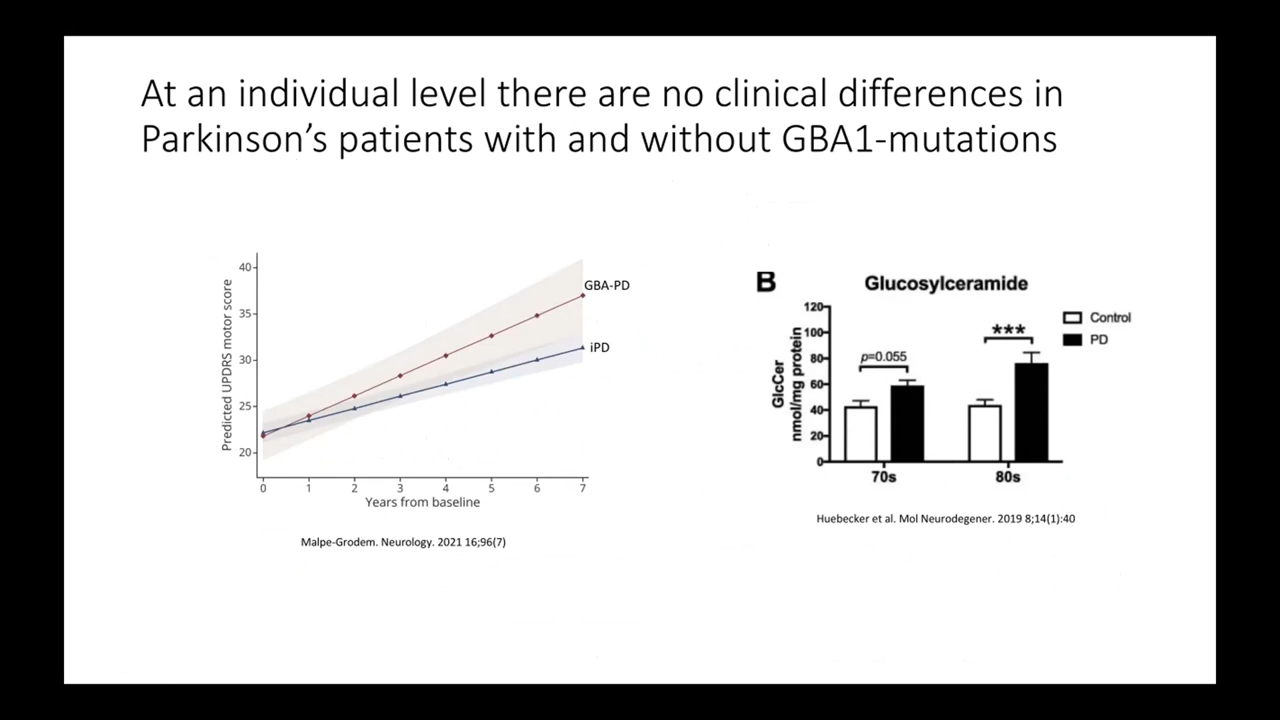 At an individual level there are no clinical differences in
Parkinson's patients with and without GBA1-mutations
40
35
30
25
20
Predicted UPDRS motor score
GBA-PD
iPD
0 1 2 3 4 5 6 7
Years from baseline
Malpe-Grodem. Neurology. 2021 16;96(7)
B
Glucosylceramide
120
100
80
60
40
20
0
GlcCer
nmol/mg protein
p=0.055
***
Control
PD
70s 80s
Huebecker et al. Mol Neurodegener. 2019 8;14(1):40